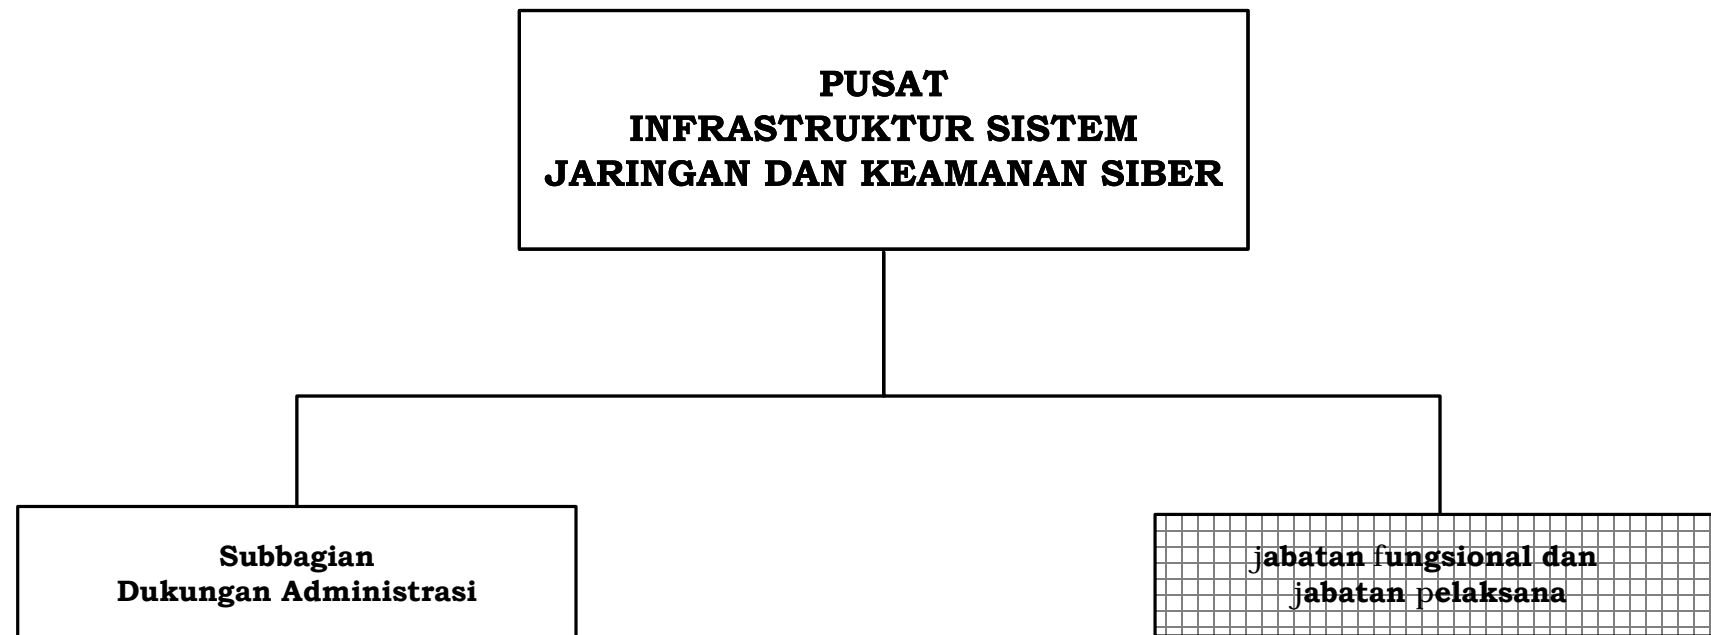 PUSAT
INFRASTRUKTUR SISTEM
JARINGAN DAN KEAMANAN SIBER
Subbagian
Dukungan Administrasi
jabatan fungsional dan
jabatan pelaksana